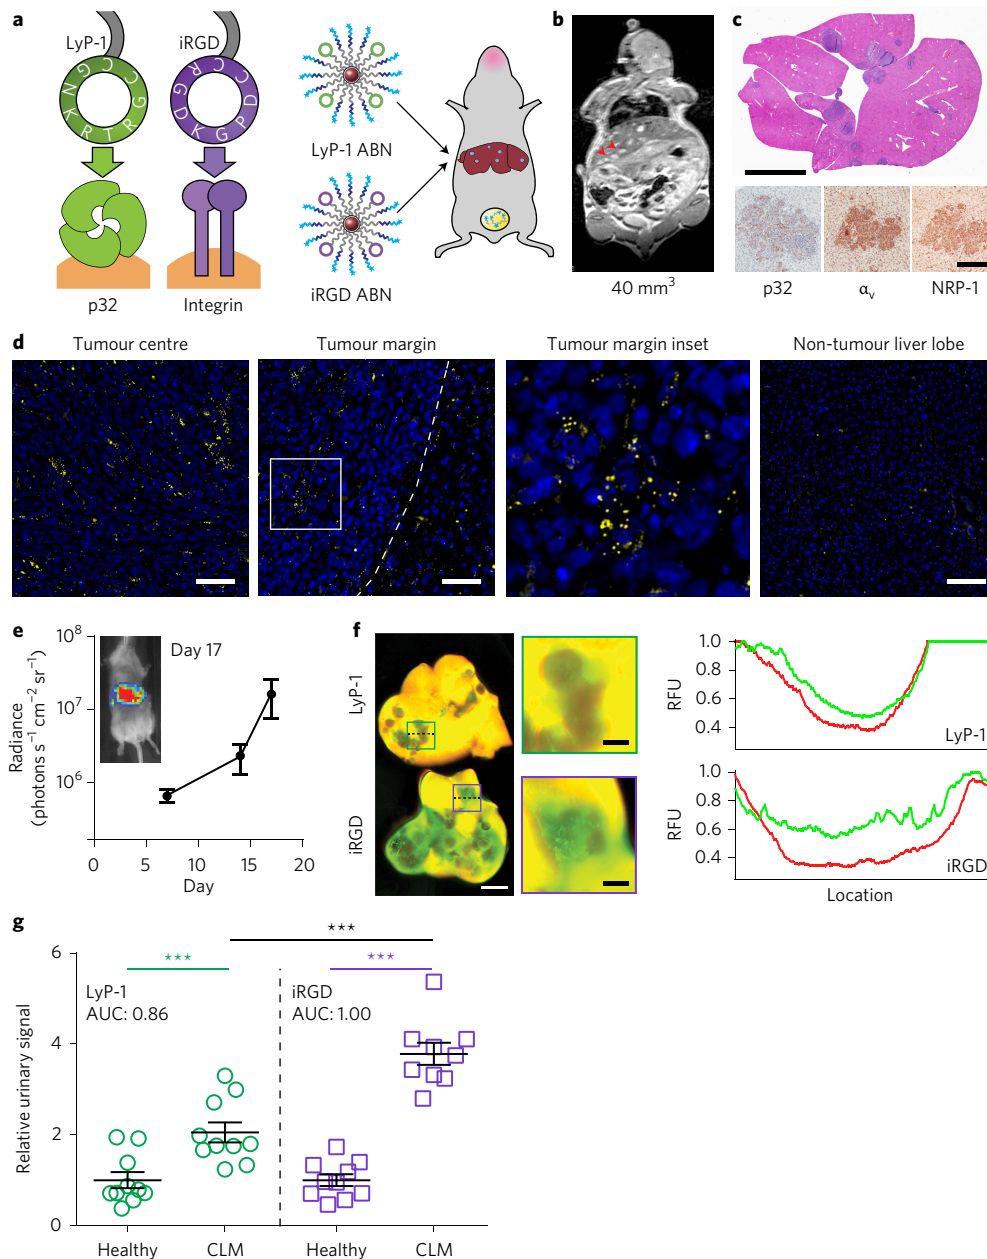 a
LyP-1
iRGD
C G N K R T R G C
C R G D K G P D C
p32
Integrin
LyP-1 ABN
iRGD ABN
b
40 mm³
c
p32
αᵥ
NRP-1
d
Tumour centre
Tumour margin
Tumour margin inset
Non-tumour liver lobe
e
Radiance
(photons s⁻¹ cm⁻² sr⁻¹)
10⁸
10⁷
10⁶
Day 17
0
5
10
15
20
Day
f
LyP-1
iRGD
RFU
1.0
0.8
0.6
0.4
LyP-1
RFU
1.0
0.8
0.6
0.4
iRGD
Location
g
Relative urinary signal
6
4
2
0
***
***
***
LyP-1
AUC: 0.86
iRGD
AUC: 1.00
Healthy
CLM
Healthy
CLM